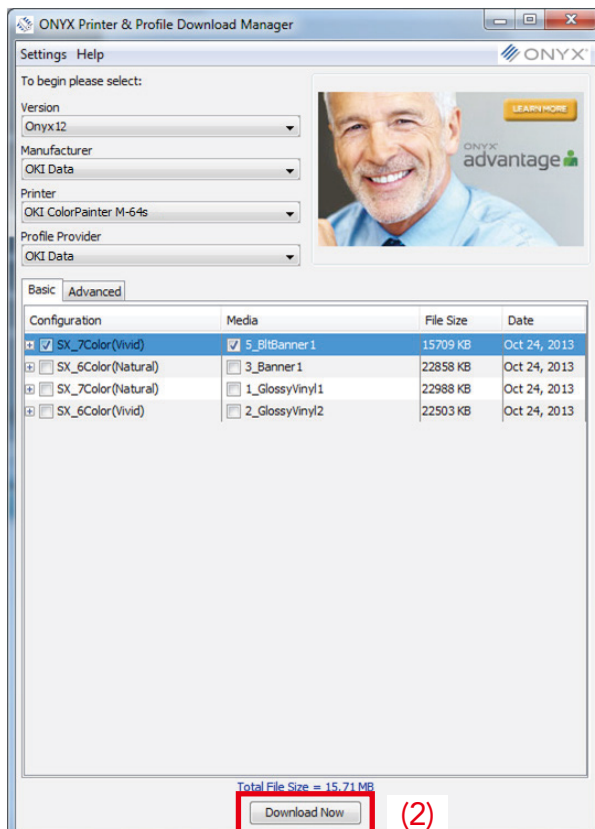 ONYX Printer & Profile Download Manager
Settings Help
ONYX
To begin please select:
Version
Onyx12
Manufacturer
OKI Data
Printer
OKI ColorPainter M-64s
Profile Provider
OKI Data
LEARN MORE
ONYX
advantage
Basic Advanced
Configuration Media File Size Date
SX_7Color(Vivid) 5_BltBanner1 15709 KB Oct 24, 2013
SX_6Color(Natural) 3_Banner1 22858 KB Oct 24, 2013
SX_7Color(Natural) 1_GlossyVinyl1 22988 KB Oct 24, 2013
SX_6Color(Vivid) 2_GlossyVinyl2 22503 KB Oct 24, 2013
Total File Size = 15.71 MB
Download Now (2)